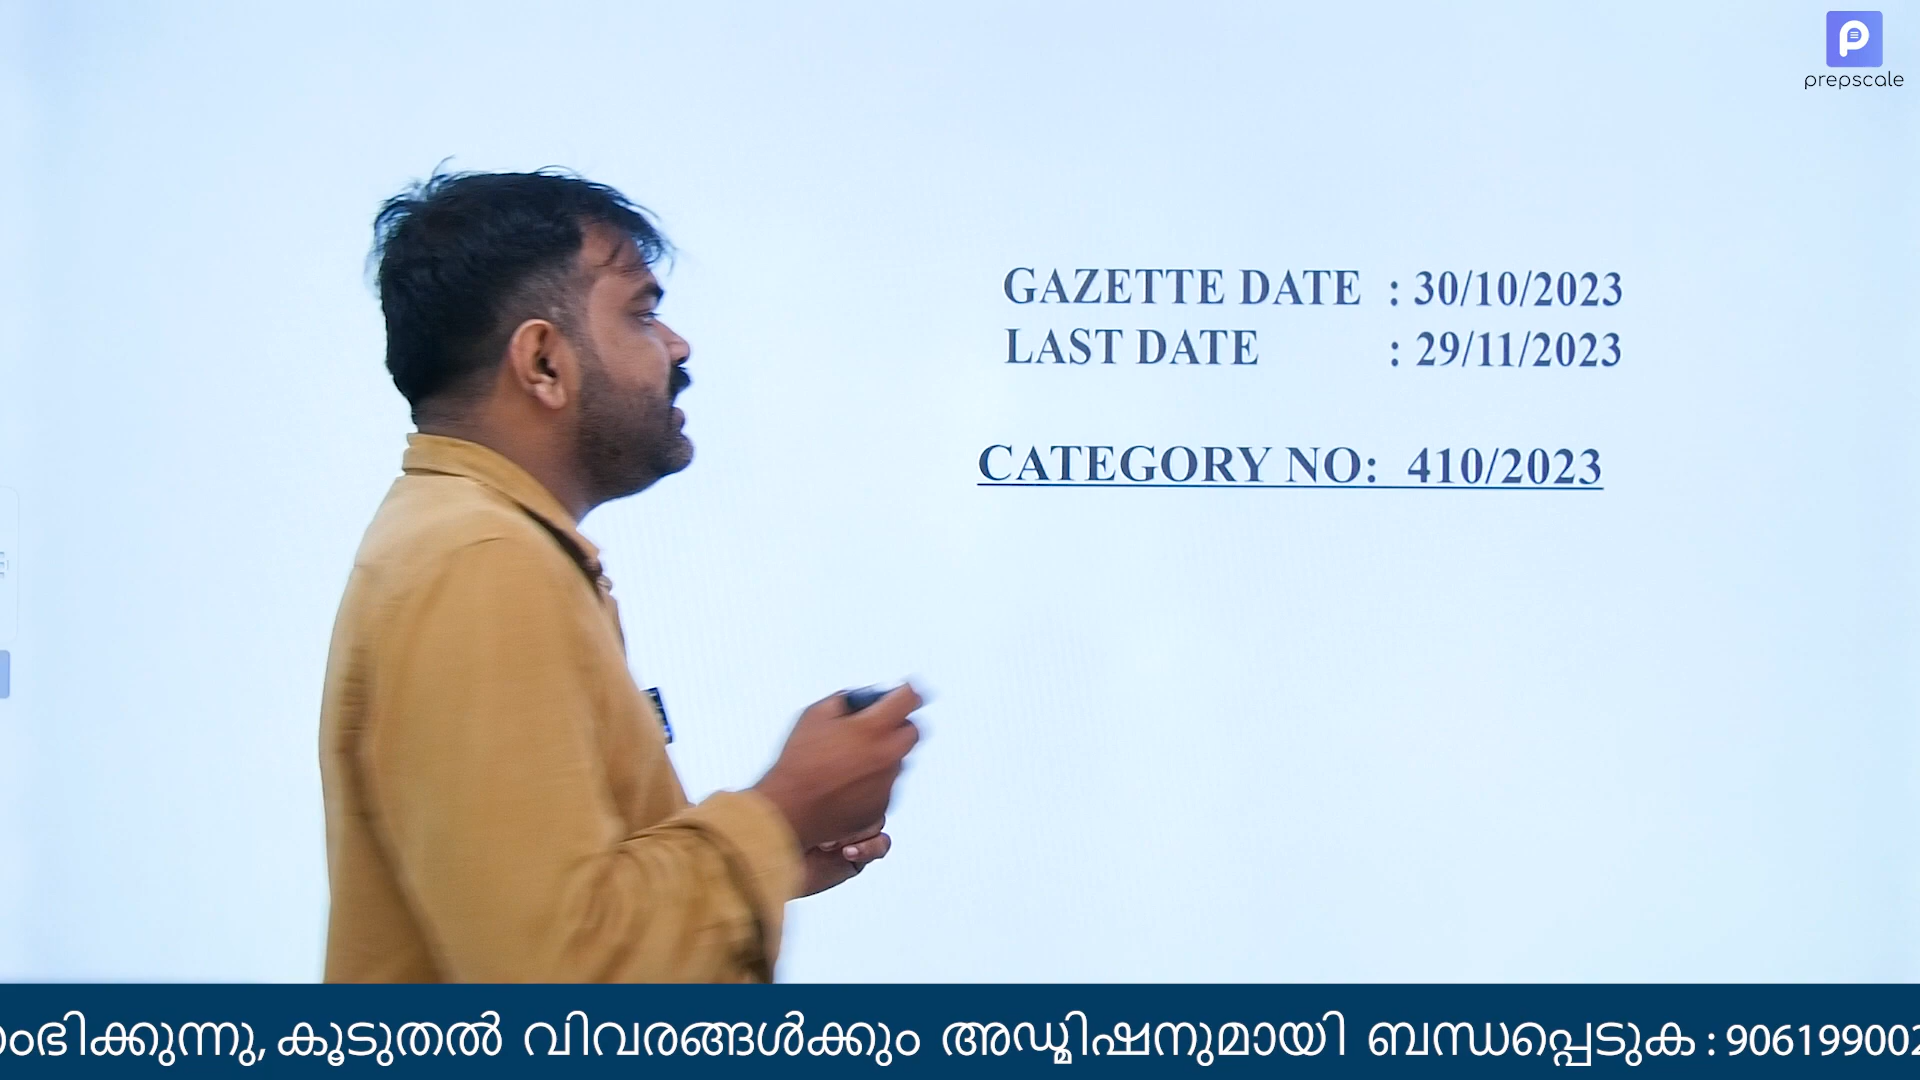 prepscale
GAZETTE DATE : 30/10/2023
LAST DATE : 29/11/2023
CATEGORY NO: 410/2023
കൂടുതൽ വിവരങ്ങൾക്കും അഡ്മിഷനുമായി ബന്ധപ്പെടുക :